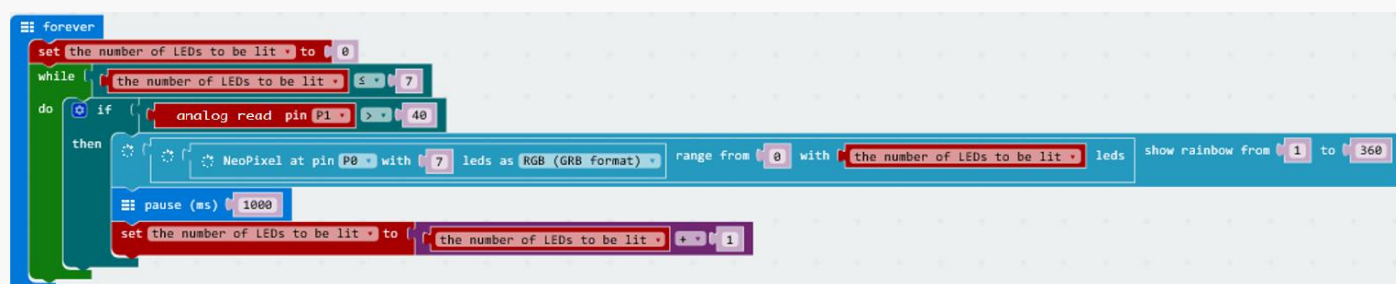 forever
set the number of LEDs to be lit to 0
while the number of LEDs to be lit ≤ 7
do if analog read pin P1 > 40
then NeoPixel at pin P0 with 7 leds as RGB (GRB format) range from 0 with the number of LEDs to be lit leds show rainbow from 1 to 360
pause (ms) 1000
set the number of LEDs to be lit to the number of LEDs to be lit + 1